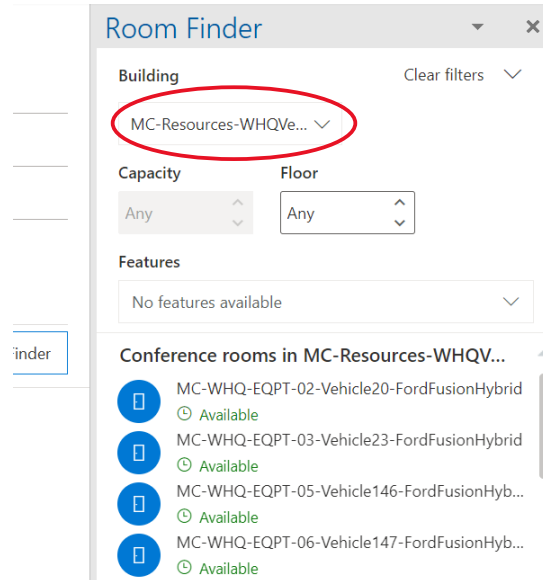 Room Finder
Building
Clear filters
MC-Resources-WHQVe...
Capacity
Floor
Any
Any
Features
No features available
inder
Conference rooms in MC-Resources-WHQV...
MC-WHQ-EQPT-02-Vehicle20-FordFusionHybrid
Available
MC-WHQ-EQPT-03-Vehicle23-FordFusionHybrid
Available
MC-WHQ-EQPT-05-Vehicle146-FordFusionHyb...
Available
MC-WHQ-EQPT-06-Vehicle147-FordFusionHyb...
Available